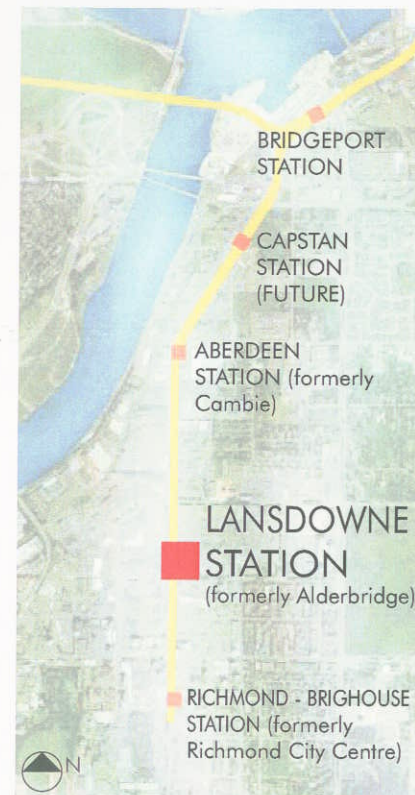 BRIDGEPORT
STATION
CAPSTAN
STATION
(FUTURE)
ABERDEEN
STATION (formerly
Cambie)
LANSDOWNE
STATION
(formerly Alderbridge)
RICHMOND - BRIGHOUSE
STATION (formerly
Richmond City Centre)
N